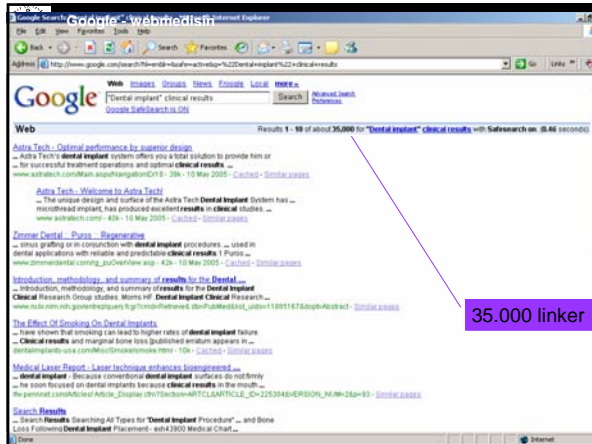 Google - webmedisin
File Edit View Favorites Tools Help
Back Search Favorites
Address http://www.google.com/search?hl=en&lr=&safe=active&q=%22Dental+implant%22+clinical+results Go Links
Web Images Groups News Froogle Local more »
Google "Dental implant" clinical results Search Advanced Search
Preferences
Google SafeSearch is ON
Web Results 1 - 10 of about 35,000 for "Dental implant" clinical results with Safesearch on. (0.46 seconds)
Astra Tech - Optimal performance by superior design
... Astra Tech's dental implant system offers you a total solution to provide him or
... for successful treatment operations and optimal clinical results. ...
www.astratech.com/Main.aspx/NavigationID/18 - 39k - 10 May 2005 - Cached - Similar pages
Astra Tech - Welcome to Astra Tech!
... The unique design and surface of the Astra Tech Dental Implant System has ...
microthread implant, has produced excellent results in clinical studies. ...
www.astratech.com/ - 40k - 10 May 2005 - Cached - Similar pages
Zimmer Dental :: Puros :: Regenerative
... sinus grafting or in conjunction with dental implant procedures. ... used in
dental applications with reliable and predictable clinical results.1 Puros ...
www.zimmerdental.com/rg_puOverView.asp - 42k - 10 May 2005 - Cached - Similar pages
Introduction, methodology, and summary of results for the Dental ...
... Introduction, methodology, and summary of results for the Dental Implant
Clinical Research Group studies. Morris HF. Dental Implant Clinical Research ...
www.ncbi.nlm.nih.gov/entrez/query.fcgi?cmd=Retrieve& db=PubMed&list_uids=11885167&dopt=Abstract - Similar pages
35.000 linker
The Effect Of Smoking On Dental Implants
... have shown that smoking can lead to higher rates of dental implant failure.
... Clinical results and marginal bone loss [published erratum appears in ...
dentalimplants-usa.com/Misc/Smoke/smoke.html - 10k - Cached - Similar pages
Medical Laser Report - Laser technique enhances bioengineered ...
... dental implant - Because conventional dental implant surfaces do not firmly
... he soon focused on dental implants because clinical results in the mouth ...
Search Results
... Search Results Searching All Types for "Dental Implant Procedure" ... and Bone
Loss Following Dental Implant Placement - exh43900 Medical Chart ...
Done Internet